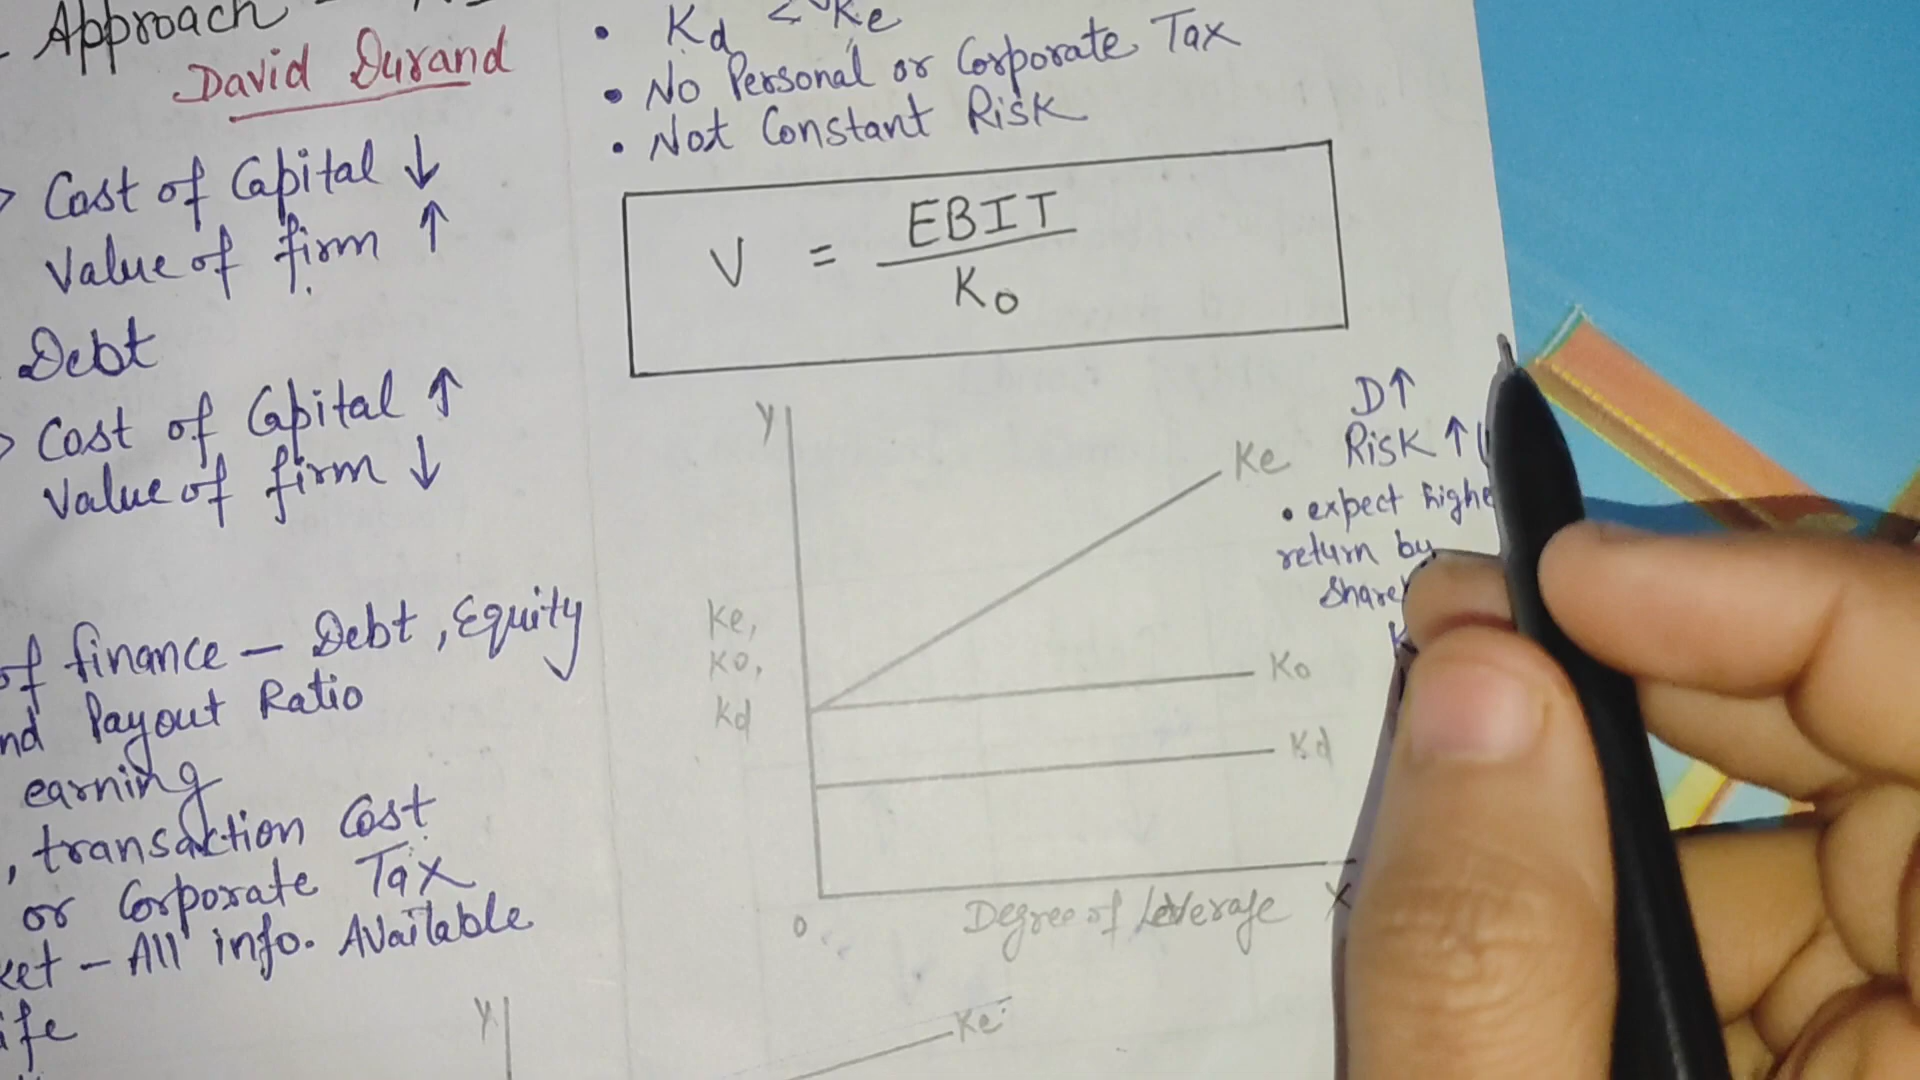 Approach
David Durand
Cost of Capital ↓
Value of firm ↑
Debt
Cost of Capital ↑
Value of firm ↓
of finance – Debt, Equity
Payout Ratio
earning
, transaction Cost
or Corporate Tax
– All info. Available
• Kd < Ke
• No Personal or Corporate Tax
• Not Constant Risk
V = EBIT / Ko
Y
Ke
Ke,
Ko,
Kd
Ko
Kd
0
Degree of Leverage X
D↑
Risk ↑
• expect highe
return by
Share
K
Y
Ke